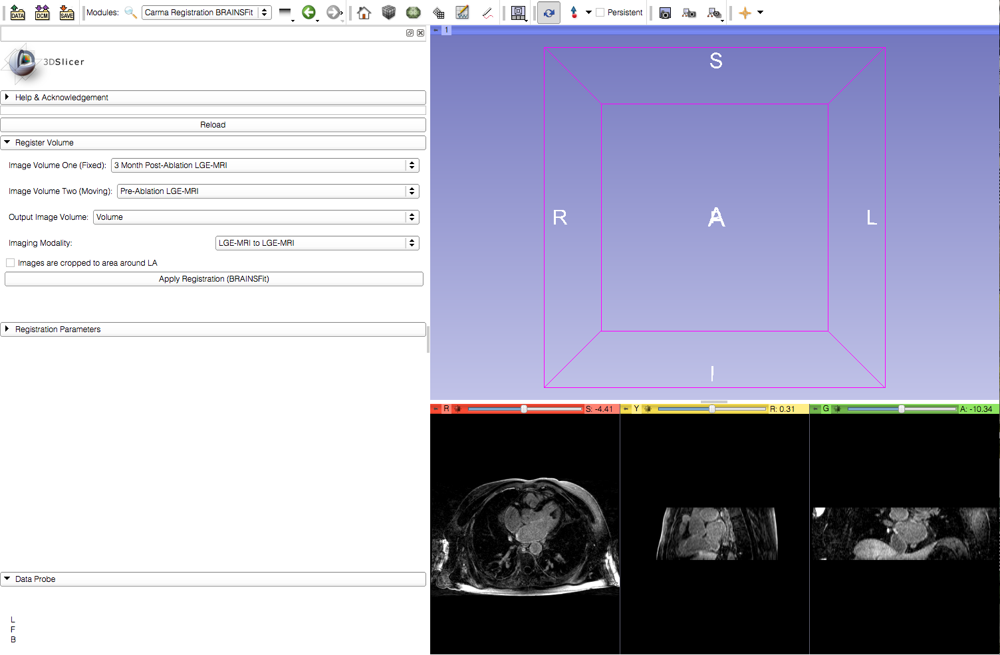 DATA
DCM
SAVE
Modules:
Carma Registration BRAINSFit
Persistent
3DSlicer
Help & Acknowledgement
Reload
Register Volume
Image Volume One (Fixed):
3 Month Post-Ablation LGE-MRI
Image Volume Two (Moving):
Pre-Ablation LGE-MRI
Output Image Volume:
Volume
Imaging Modality:
LGE-MRI to LGE-MRI
Images are cropped to area around LA
Apply Registration (BRAINSFit)
Registration Parameters
Data Probe
L
F
B
1
S
R
A
L
I
R
S: -4.41
Y
R: 0.31
G
A: -10.34